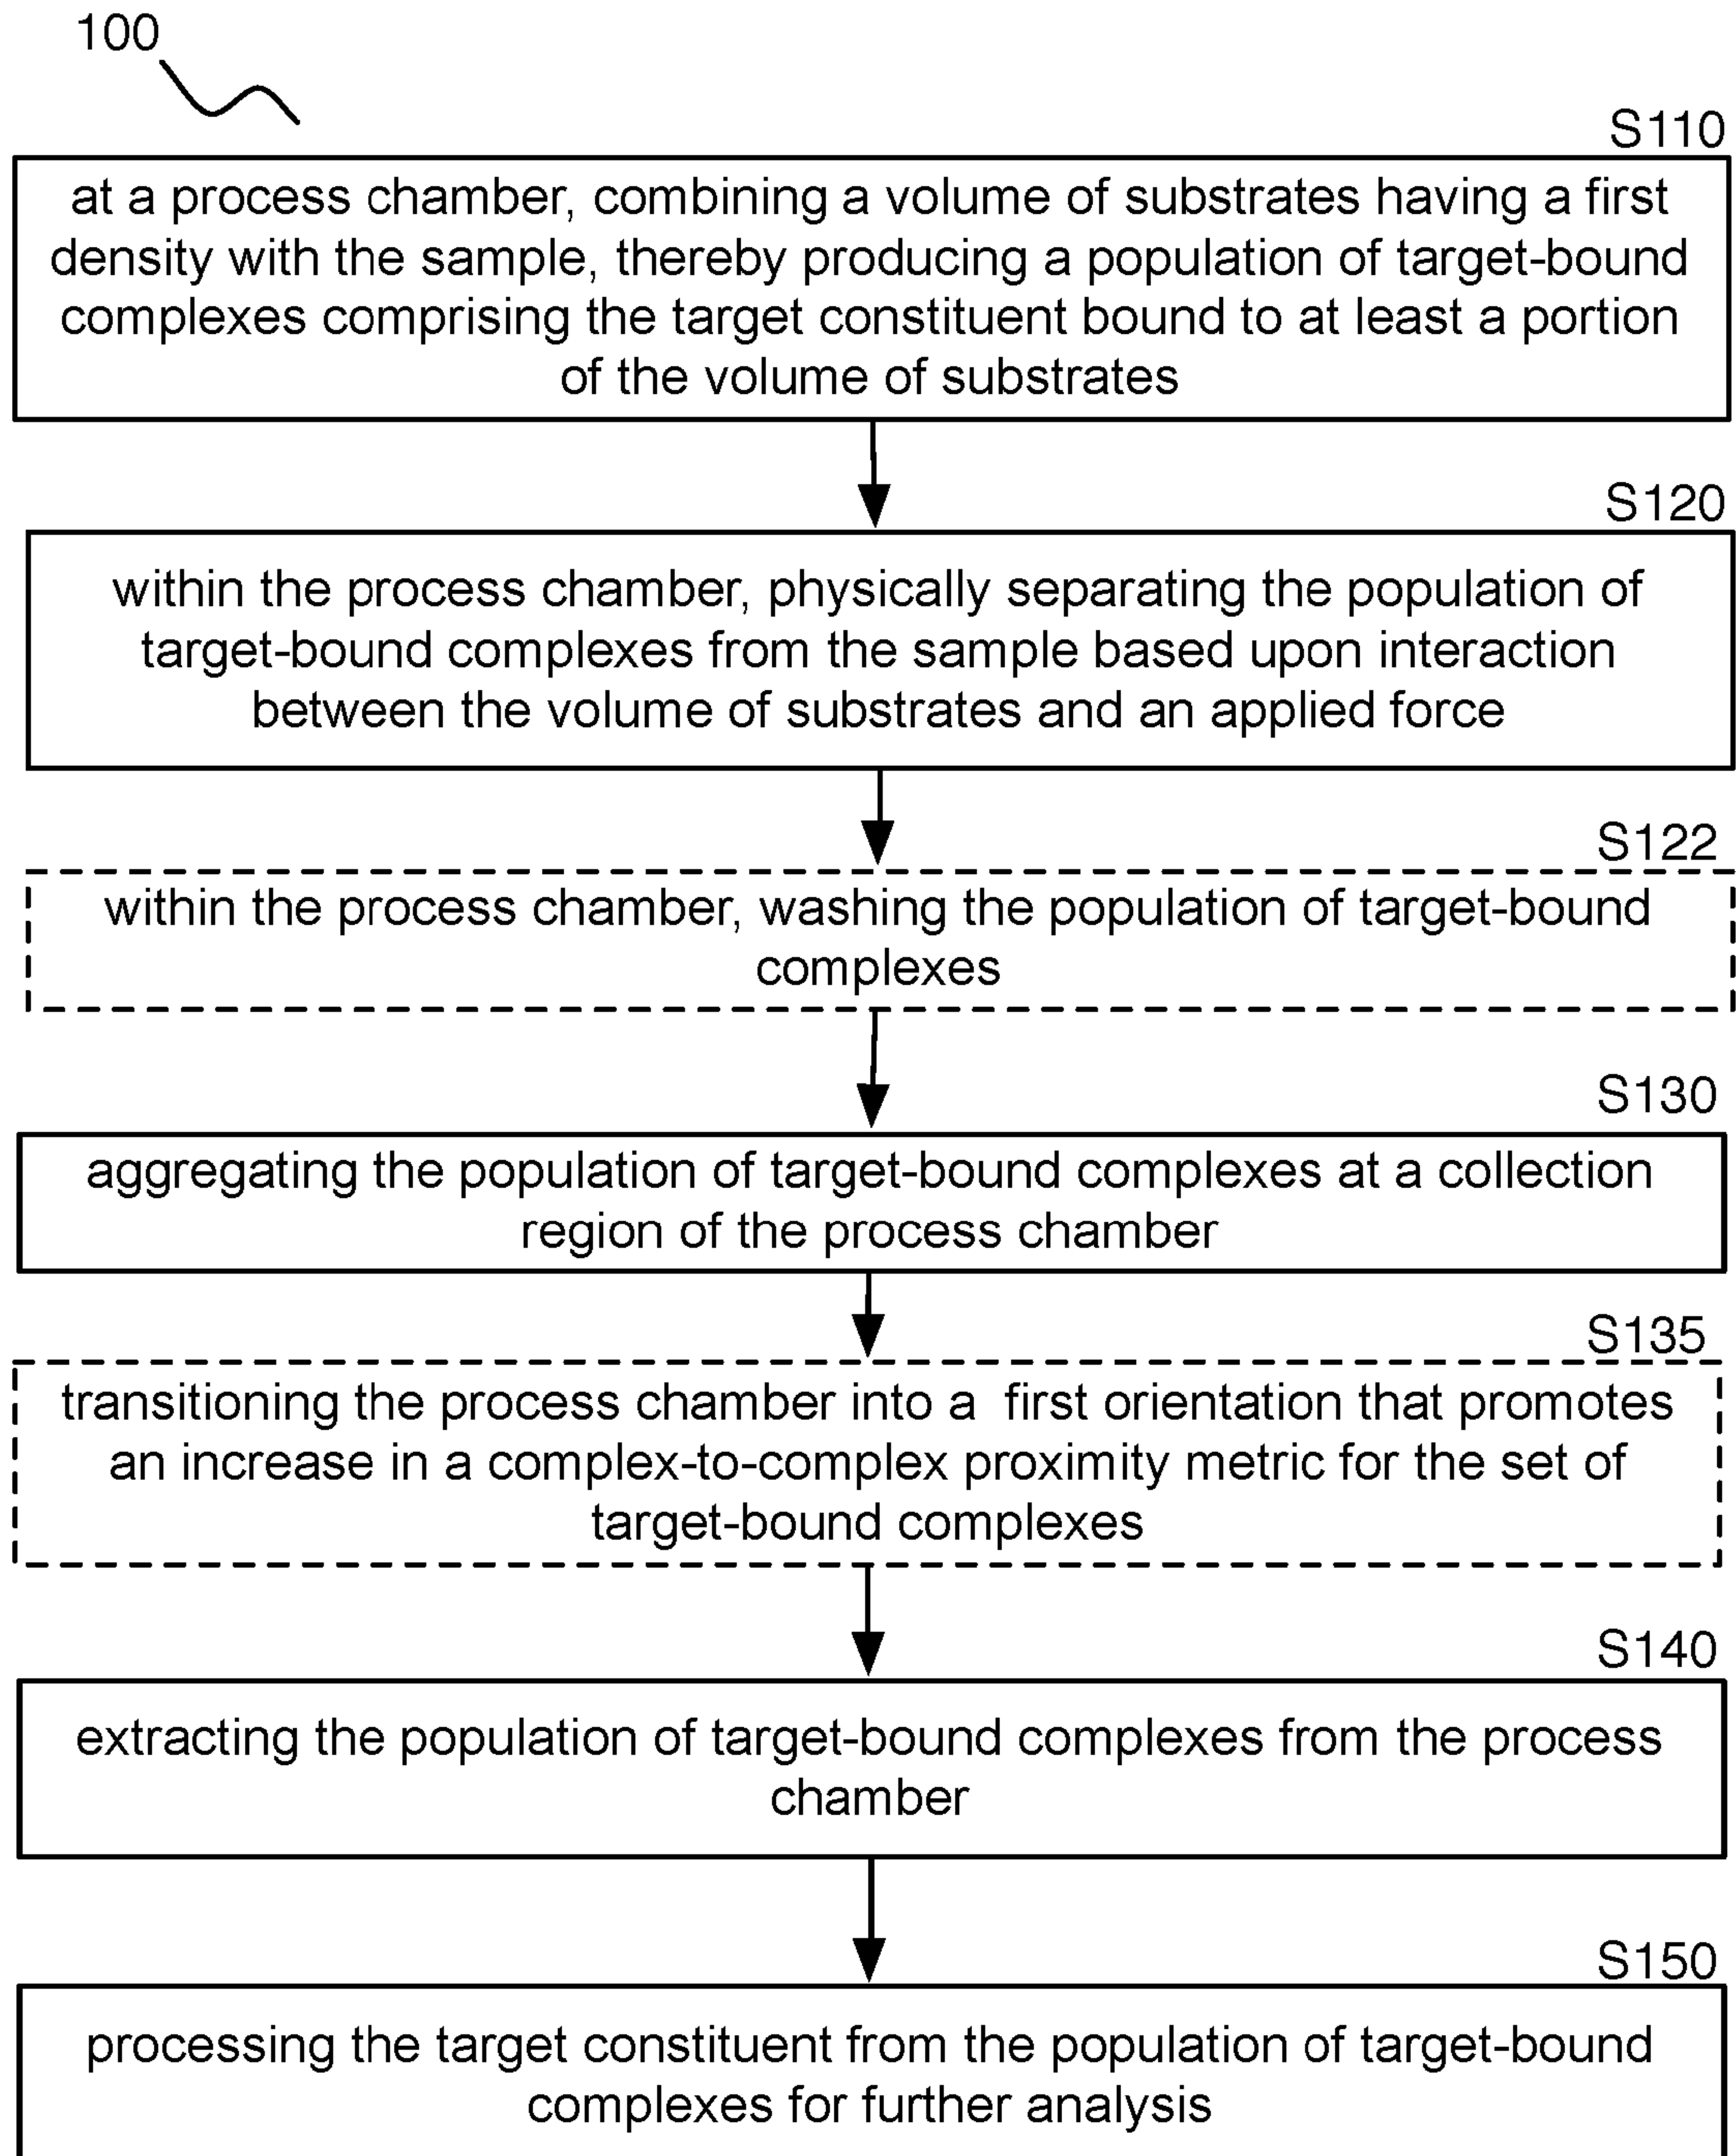 100
S110
at a process chamber, combining a volume of substrates having a first
density with the sample, thereby producing a population of target-bound
complexes comprising the target constituent bound to at least a portion
of the volume of substrates
S120
within the process chamber, physically separating the population of
target-bound complexes from the sample based upon interaction
between the volume of substrates and an applied force
S122
within the process chamber, washing the population of target-bound
complexes
S130
aggregating the population of target-bound complexes at a collection
region of the process chamber
S135
transitioning the process chamber into a first orientation that promotes
an increase in a complex-to-complex proximity metric for the set of
target-bound complexes
S140
extracting the population of target-bound complexes from the process
chamber
S150
processing the target constituent from the population of target-bound
complexes for further analysis